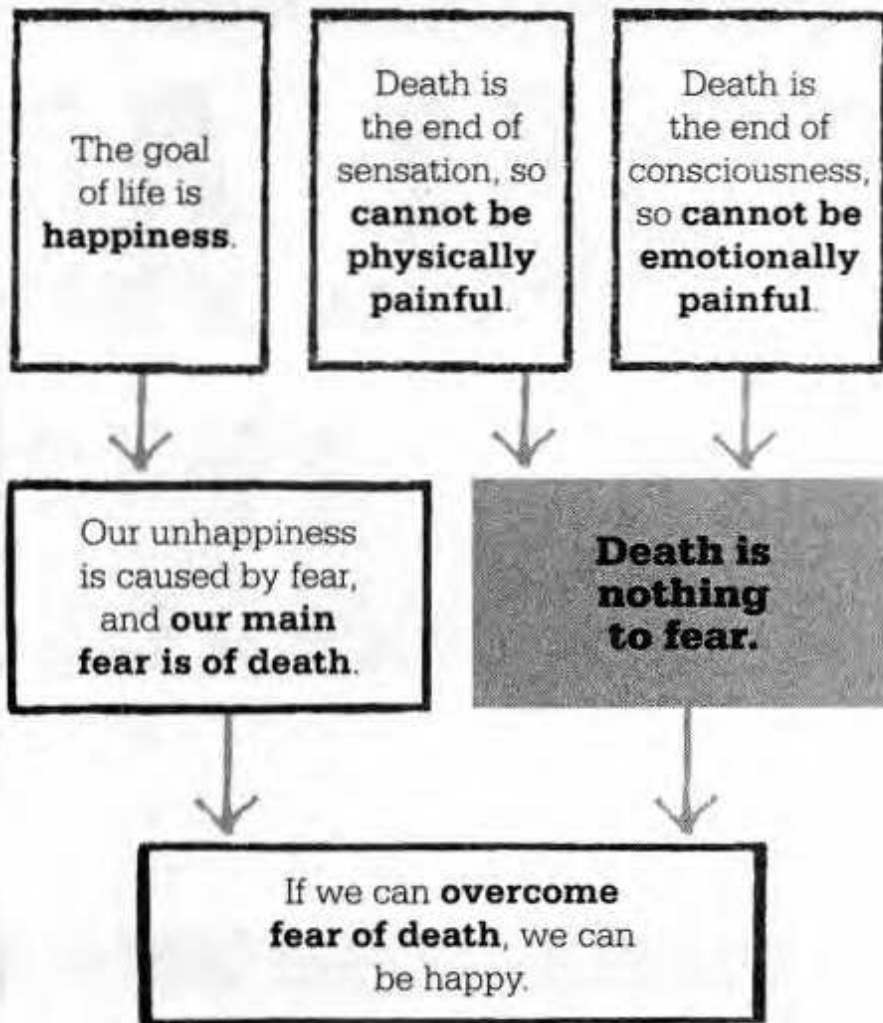 The goal
of life is
happiness.
Death is
the end of
sensation, so
cannot be
physically
painful.
Death is
the end of
consciousness,
so cannot be
emotionally
painful.
Our unhappiness
is caused by fear,
and our main
fear is of death.
Death is
nothing
to fear.
If we can overcome
fear of death, we can
be happy.